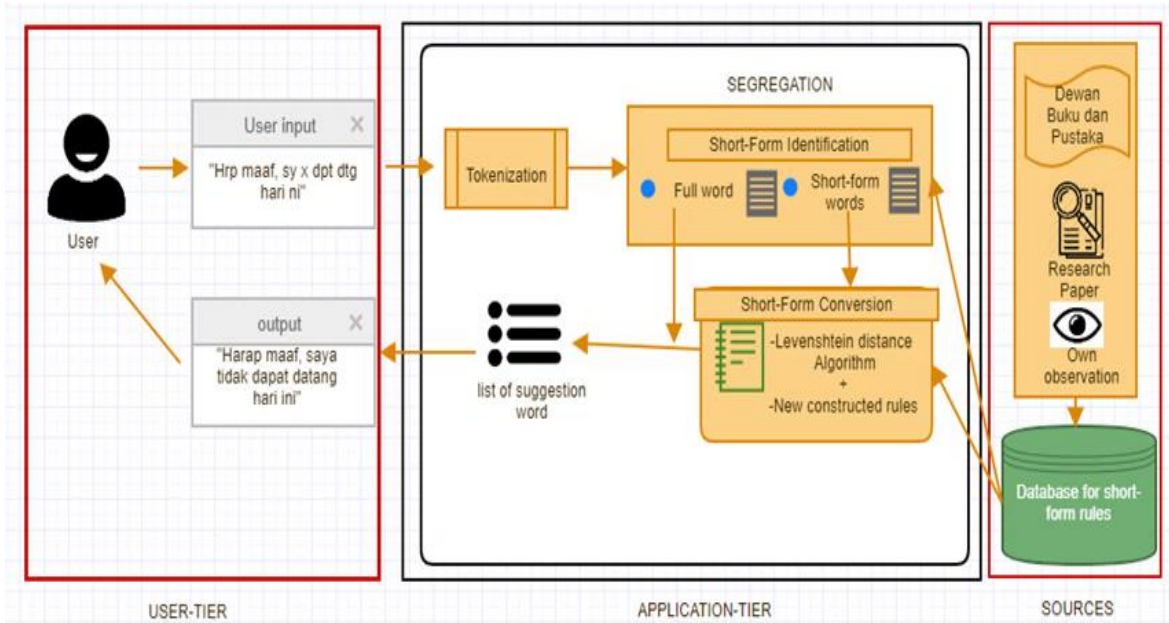 User input
"Hrp maaf, sy x dpt dtg
hari ni"
User
output
"Harap maaf, saya
tidak dapat datang
hari ini"
USER-TIER
SEGREGATION
Tokenization
Short-Form Identification
Full word
Short-form
words
Short-Form Conversion
-Levenshtein distance
Algorithm
+
-New constructed rules
list of suggestion
word
APPLICATION-TIER
Dewan
Buku dan
Pustaka
Research
Paper
Own
observation
Database for short-
form rules
SOURCES